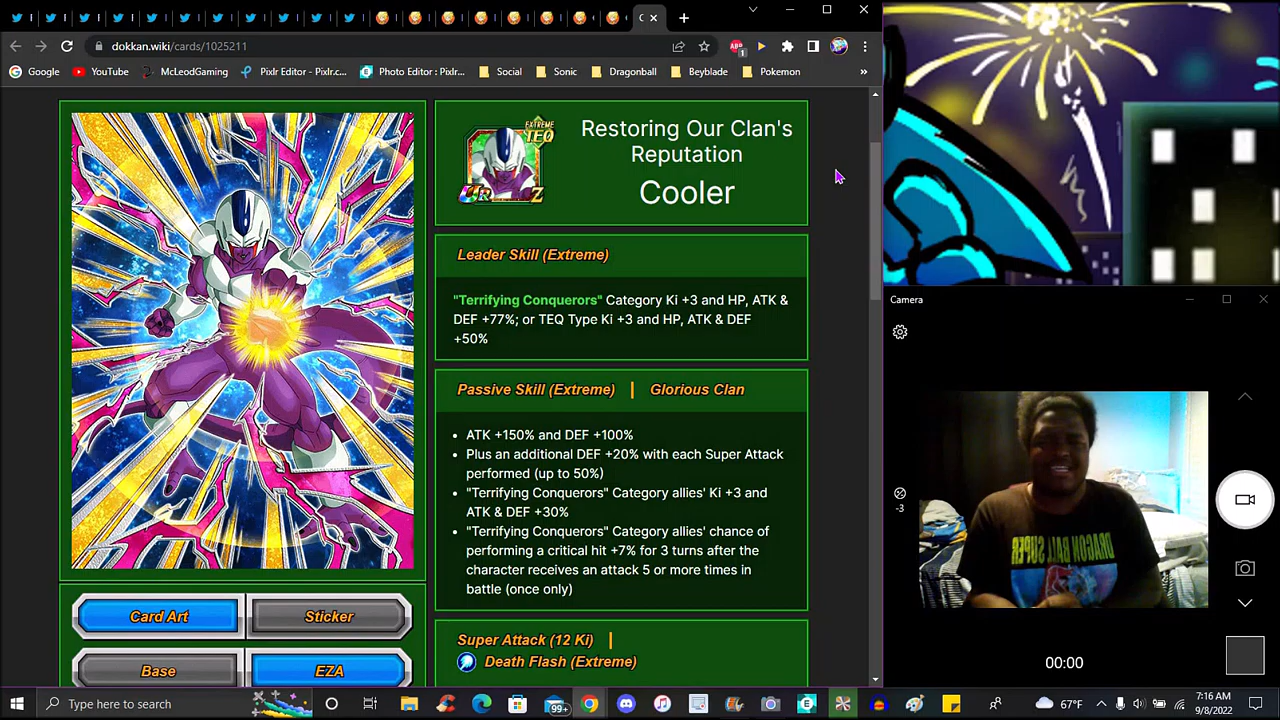 dokkan.wiki/cards/1025211
Google
YouTube
McLeodGaming
Pixlr Editor - Pixlr.c...
Photo Editor : Pixlr...
Social
Sonic
Dragonball
Beyblade
Pokemon
»
EXTREME
TEQ
UR
Z
Restoring Our Clan's
Reputation
Cooler
Leader Skill (Extreme)
"Terrifying Conquerors" Category Ki +3 and HP, ATK &
DEF +77%; or TEQ Type Ki +3 and HP, ATK & DEF
+50%
Passive Skill (Extreme) | Glorious Clan
• ATK +150% and DEF +100%
• Plus an additional DEF +20% with each Super Attack
performed (up to 50%)
• "Terrifying Conquerors" Category allies' Ki +3 and
ATK & DEF +30%
• "Terrifying Conquerors" Category allies' chance of
performing a critical hit +7% for 3 turns after the
character receives an attack 5 or more times in
battle (once only)
Super Attack (12 Ki) |
Death Flash (Extreme)
Card Art
Sticker
Base
EZA
Camera
-3
DRAGON BALL SUPER
00:00
Type here to search
99+
67°F
7:16 AM
9/8/2022